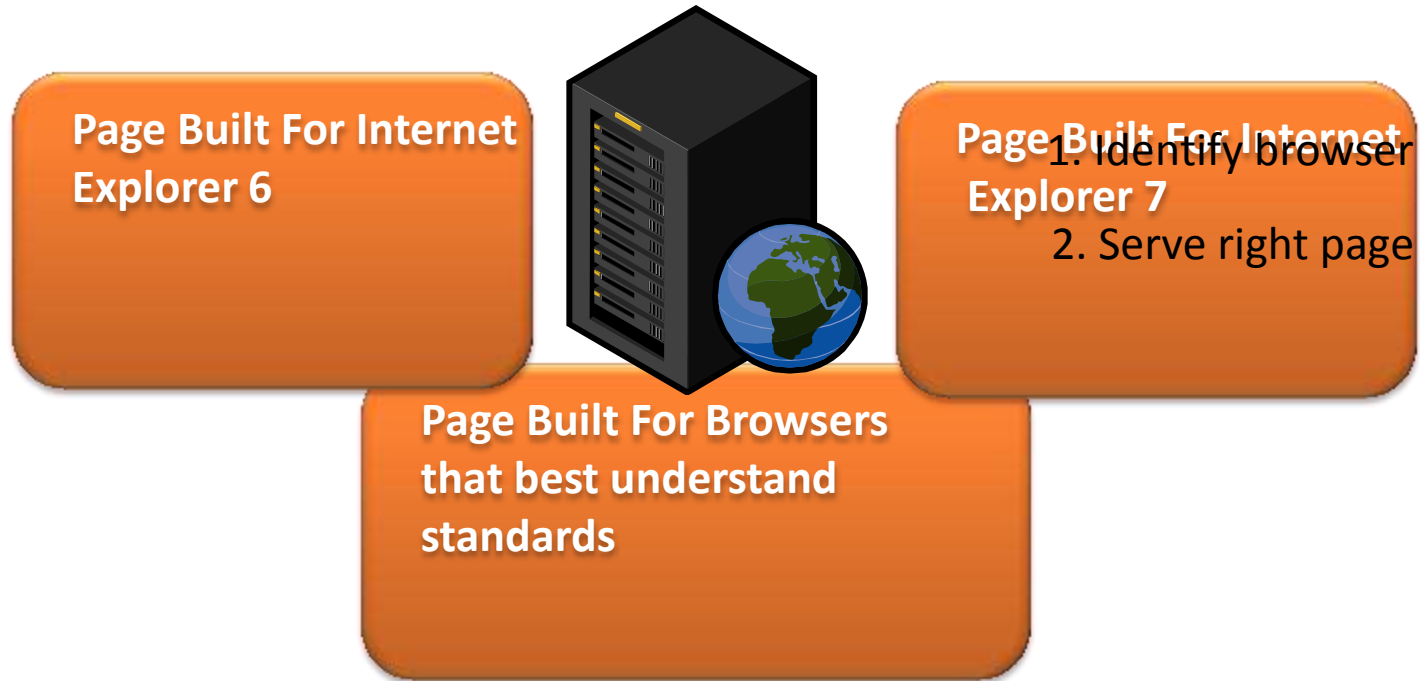 Page Built For Internet
Explorer 6
Page Built For Internet
Explorer 7
1. Identify browser
2. Serve right page
Page Built For Browsers
that best understand
standards